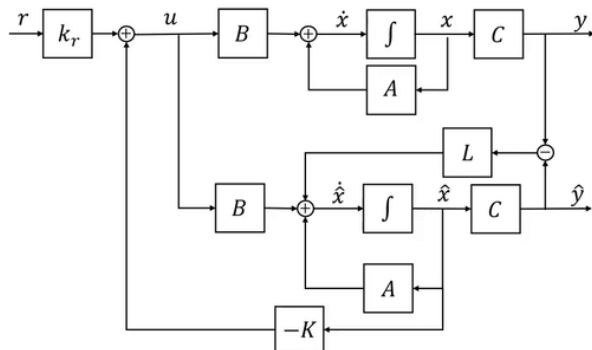 r k_r + u B + ẋ ∫ x C y
A
L −
B + x̂̇ ∫ x̂ C ŷ
A
−K